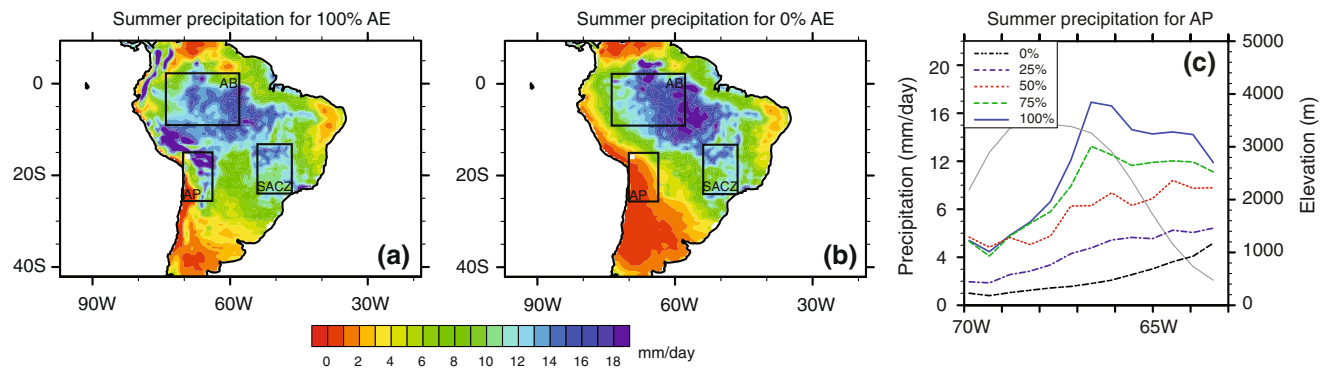 Summer precipitation for 100% AE
0
20S
40S
90W
60W
30W
AB
AP
SACZ
(a)
Summer precipitation for 0% AE
0
20S
40S
90W
60W
30W
AB
AP
SACZ
(b)
0 2 4 6 8 10 12 14 16 18
mm/day
Summer precipitation for AP
(c)
0%
25%
50%
75%
100%
Precipitation (mm/day)
20
16
12
6
4
0
Elevation (m)
5000
4000
3000
2000
1000
0
70W
65W